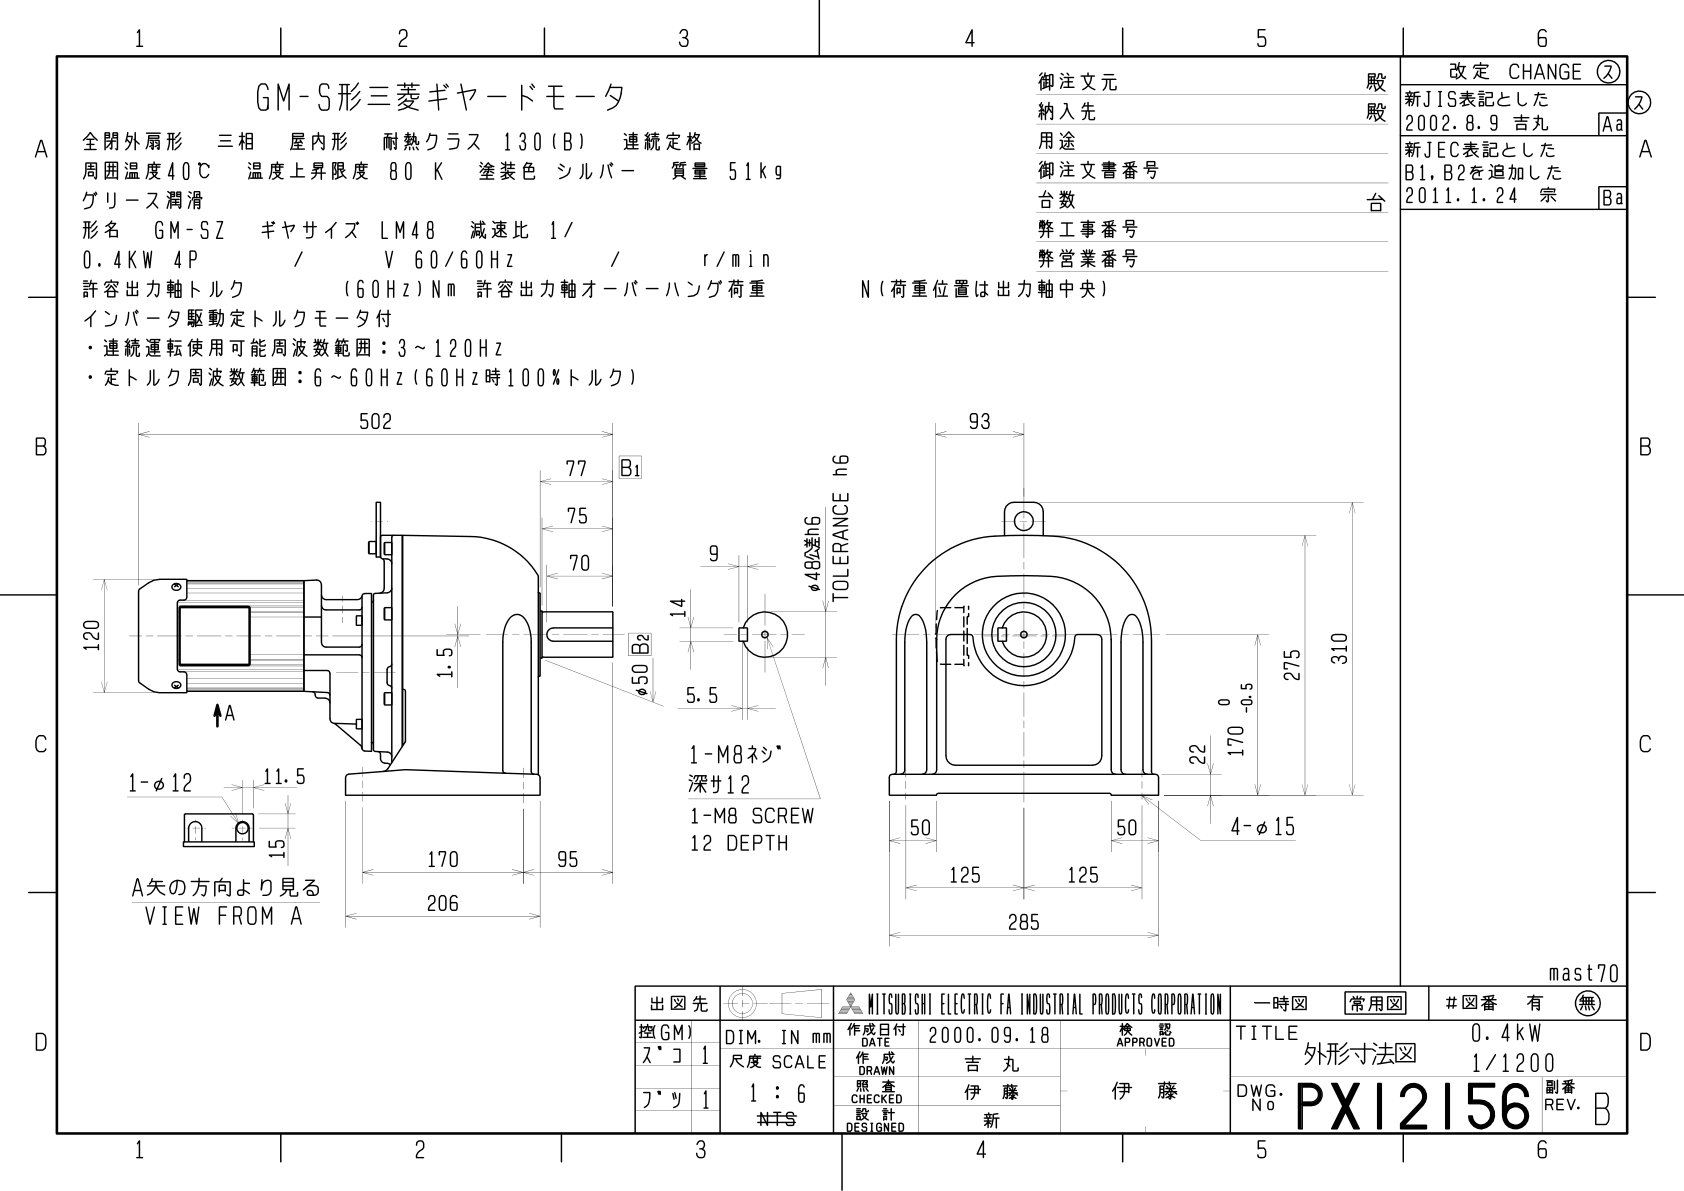 1 2 3 4 5 6
GM-S形三菱ギヤードモータ
全閉外扇形 三相 屋内形 耐熱クラス 130(B) 連続定格
周囲温度40℃ 温度上昇限度 80 K 塗装色 シルバー 質量 51kg
グリース潤滑
形名 GM-SZ ギヤサイズ LM48 減速比 1/
0.4KW 4P / V 60/60Hz / r/min
許容出力軸トルク (60Hz)Nm 許容出力軸オーバーハング荷重 N(荷重位置は出力軸中央)
インバータ駆動定トルクモータ付
・連続運転使用可能周波数範囲:3~120Hz
・定トルク周波数範囲:6~60Hz(60Hz時100%トルク)
御注文元 殿
納入先 殿
用途
御注文書番号
台数 台
弊工事番号
弊営業番号
改定 CHANGE ス
ス
新JIS表記とした
2002.8.9 吉丸 Aa
新JEC表記とした
B1,B2を追加した
2011.1.24 宗 Ba
A
B
C
D
A
B
C
D
502
77 B1
75
70
120
1.5
φ50 B2
A
1-φ12
11.5
15
170
95
206
A矢の方向より見る
VIEW FROM A
9
14
5.5
φ48公差h6
TOLERANCE h6
1-M8ネジ
深サ12
1-M8 SCREW
12 DEPTH
93
310
275
170 0 -0.5
22
50
50
4-φ15
125
125
285
mast70
出図先
控(GM)
ズコ 1
ブツ 1
DIM. IN mm
尺度 SCALE
1 : 6
NTS
MITSUBISHI ELECTRIC FA INDUSTRIAL PRODUCTS CORPORATION
作成日付
DATE
2000.09.18
作成
DRAWN
吉丸
照査
CHECKED
伊藤
設計
DESIGNED
新
検認
APPROVED
伊藤
一時図 常用図 #図番 有 無
TITLE
外形寸法図
0.4kW
1/1200
DWG.
No
PX12156
副番
REV.
B
1 2 3 4 5 6